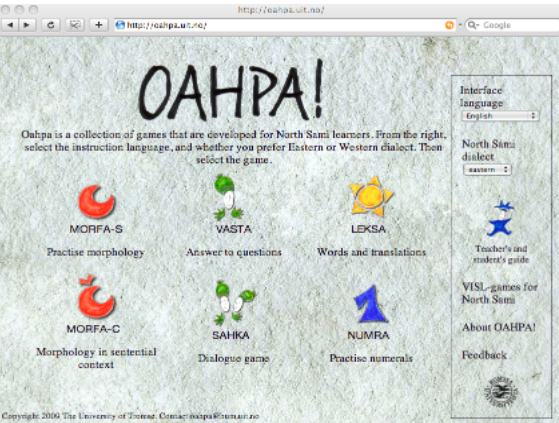 http://oahpa.uit.no/
http://oahpa.uit.no/
Google
OAHPA!
Oahpa is a collection of games that are developed for North Sami learners. From the right,
select the instruction language, and whether you prefer Eastern or Western dialect. Then
select the game.
MORFA-S
Practise morphology
VASTA
Answer to questions
LEKSA
Words and translations
MORFA-C
Morphology in sentential
context
SAHKA
Dialogue game
NUMRA
Practise numerals
Interface
language
English
North Sami
dialect
eastern
Teacher's and
student's guide
VISL-games for
North Sami
About OAHPA!
Feedback
Copyright 2009 The University of Tromsø. Contact oahpa@hum.uit.no